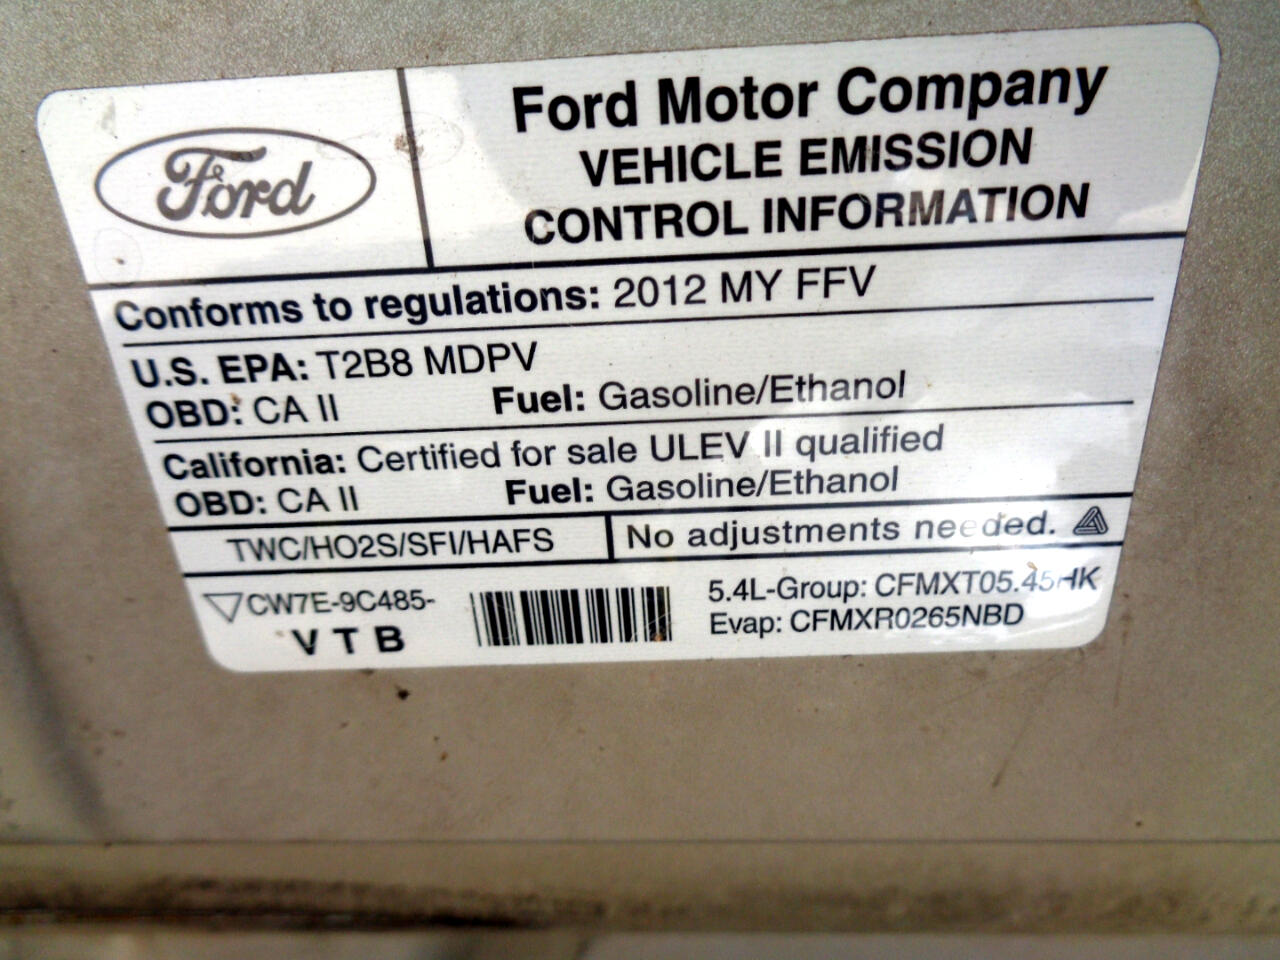 Ford
Ford Motor Company
VEHICLE EMISSION
CONTROL INFORMATION
Conforms to regulations: 2012 MY FFV
U.S. EPA: T2B8 MDPV
OBD: CA II Fuel: Gasoline/Ethanol
California: Certified for sale ULEV II qualified
OBD: CA II Fuel: Gasoline/Ethanol
TWC/HO2S/SFI/HAFS No adjustments needed.
CW7E-9C485- 5.4L-Group: CFMXT05.45HK
V T B Evap: CFMXR0265NBD